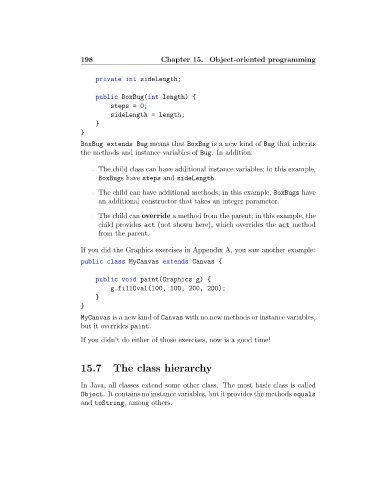 198 Chapter 15. Object-oriented programming
private int sideLength;
public BoxBug(int length) {
steps = 0;
sideLength = length;
}
}
BoxBug extends Bug means that BoxBug is a new kind of Bug that inherits
the methods and instance variables of Bug. In addition:
The child class can have additional instance variables; in this example,
BoxBugs have steps and sideLength.
The child can have additional methods; in this example, BoxBugs have
an additional constructor that takes an integer parameter.
The child can override a method from the parent; in this example, the
child provides act (not shown here), which overrides the act method
from the parent.
If you did the Graphics exercises in Appendix A, you saw another example:
public class MyCanvas extends Canvas {
public void paint(Graphics g) {
g.fillOval(100, 100, 200, 200);
}
}
MyCanvas is a new kind of Canvas with no new methods or instance variables,
but it overrides paint.
If you didn't do either of those exercises, now is a good time!
15.7 The class hierarchy
In Java, all classes extend some other class. The most basic class is called
Object. It contains no instance variables, but it provides the methods equals
and toString, among others.